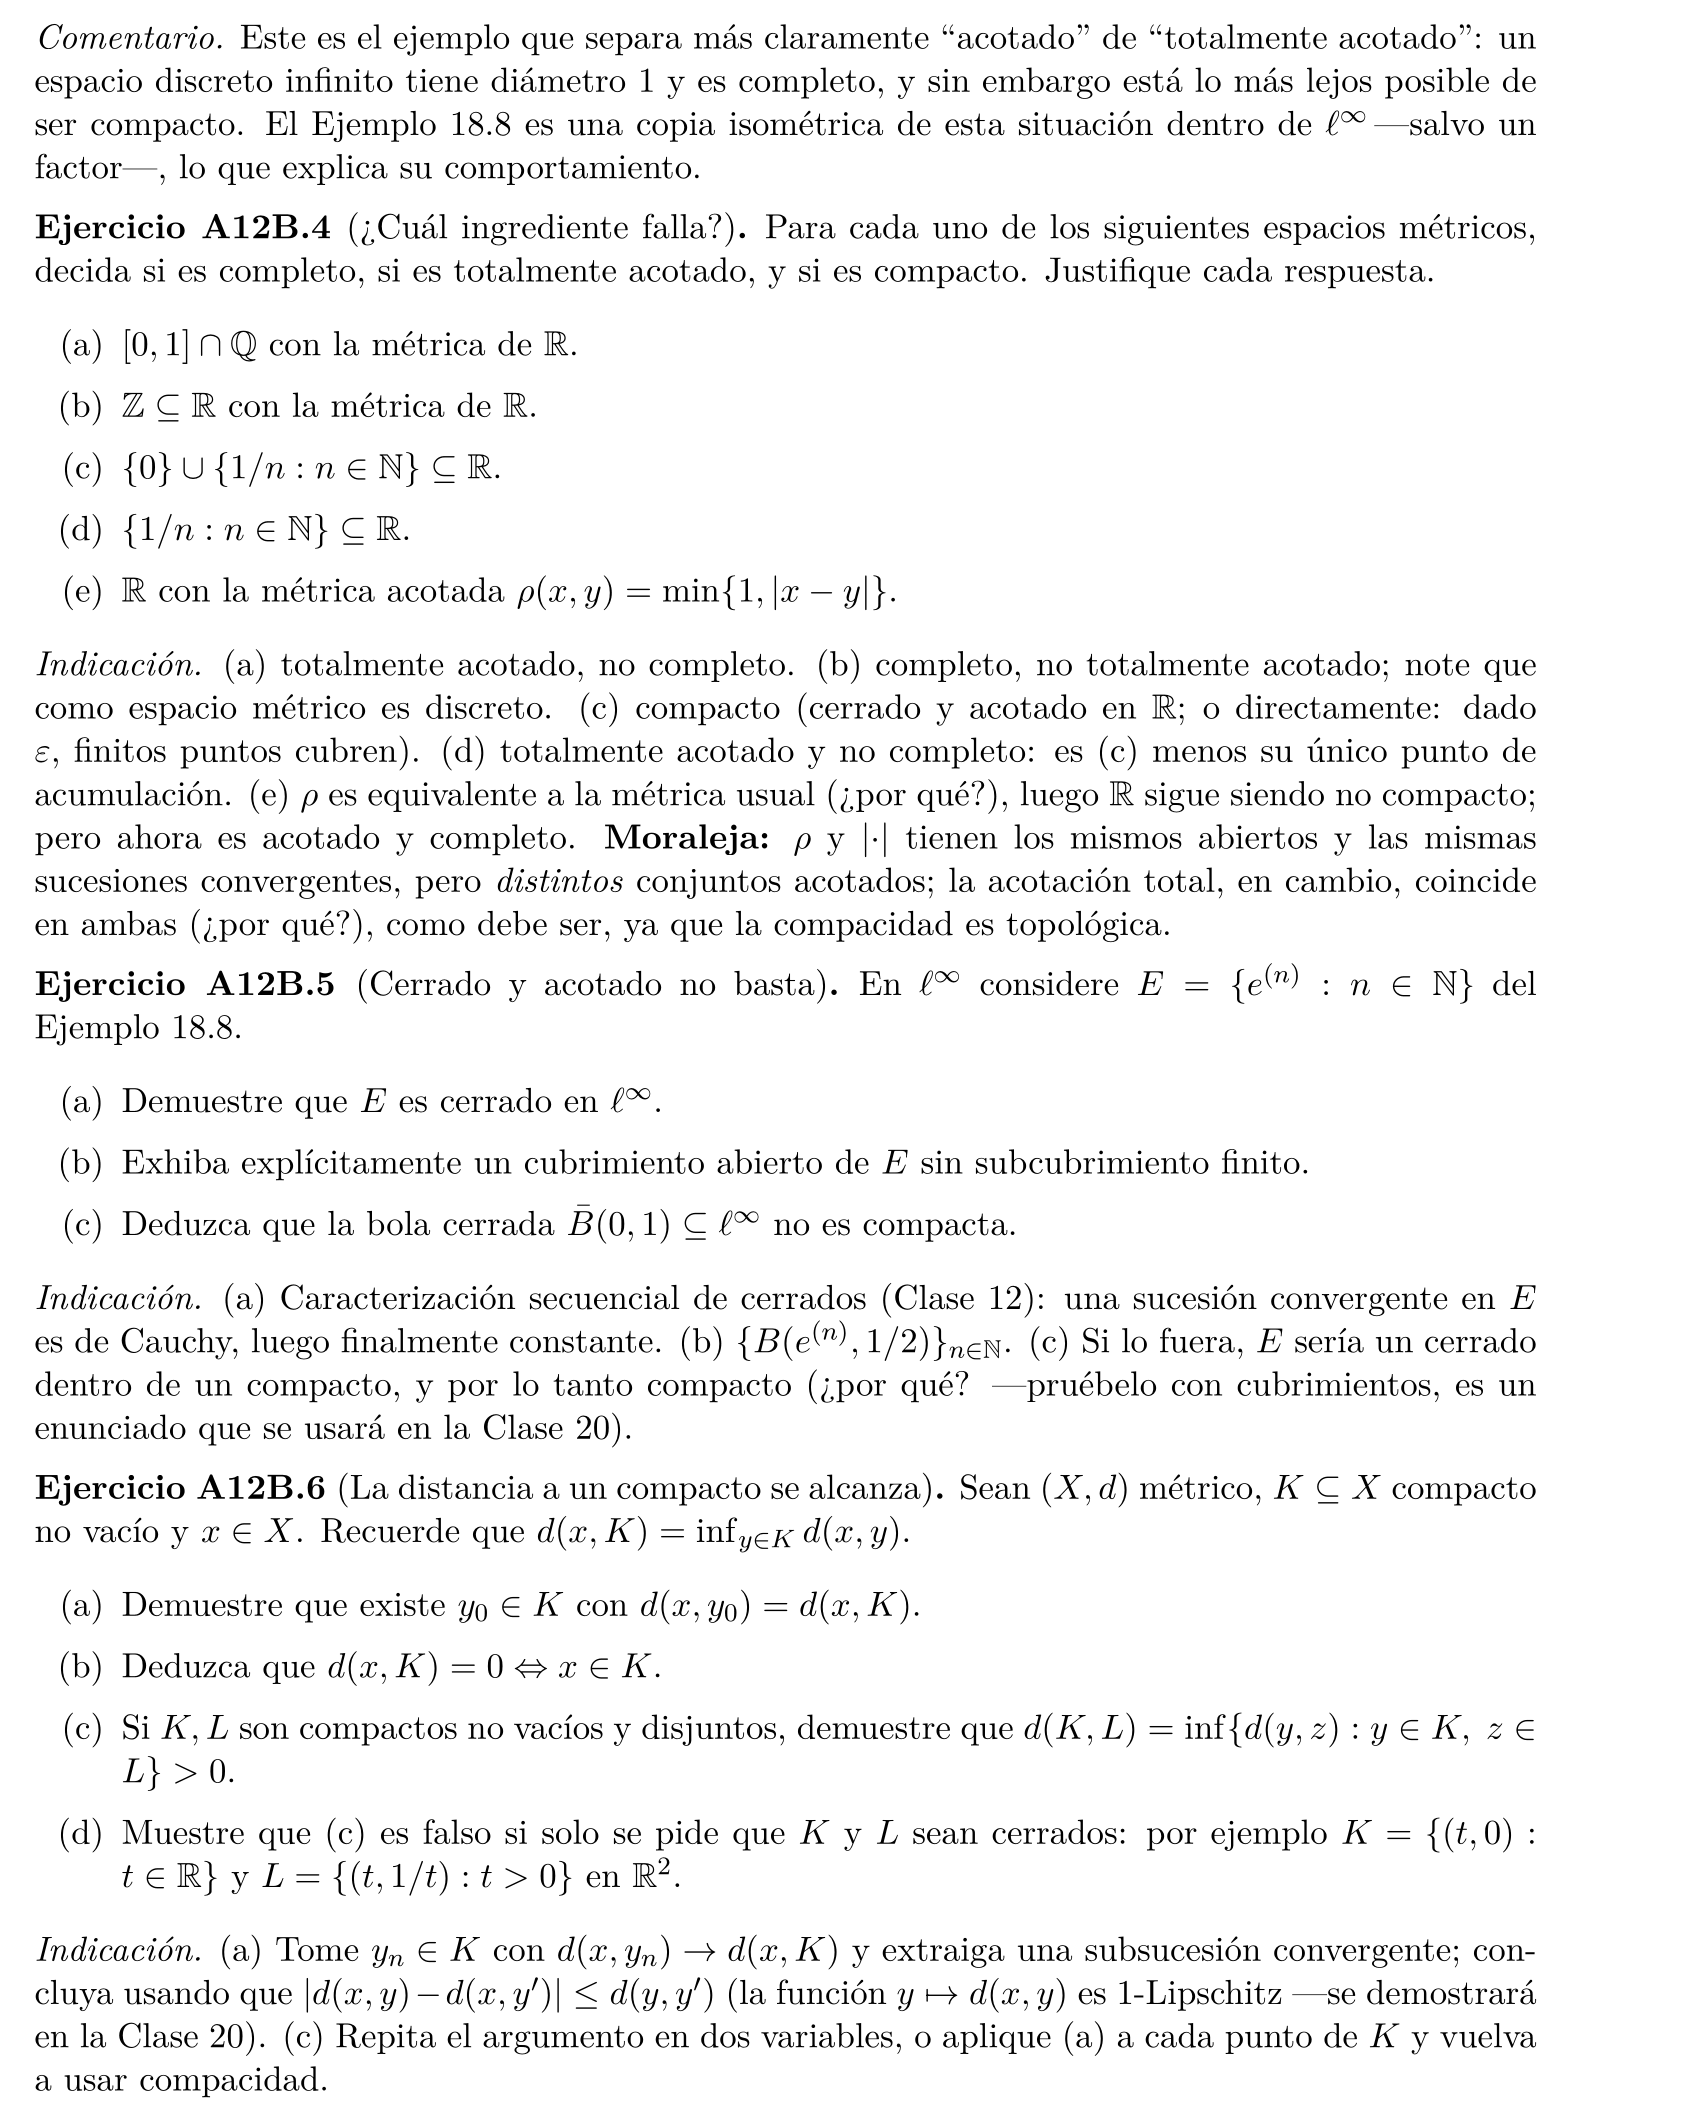 Comentario. Este es el ejemplo que separa más claramente “acotado” de “totalmente acotado”: un
espacio discreto infinito tiene diámetro 1 y es completo, y sin embargo está lo más lejos posible de
ser compacto. El Ejemplo 18.8 es una copia isométrica de esta situación dentro de ℓ∞ —salvo un
factor—, lo que explica su comportamiento.
Ejercicio A12B.4 (¿Cuál ingrediente falla?). Para cada uno de los siguientes espacios métricos,
decida si es completo, si es totalmente acotado, y si es compacto. Justifique cada respuesta.
(a) [0, 1] ∩ ℚ con la métrica de ℝ.
(b) ℤ ⊆ ℝ con la métrica de ℝ.
(c) {0} ∪ {1/n : n ∈ ℕ} ⊆ ℝ.
(d) {1/n : n ∈ ℕ} ⊆ ℝ.
(e) ℝ con la métrica acotada ρ(x, y) = min{1, |x − y|}.
Indicación. (a) totalmente acotado, no completo. (b) completo, no totalmente acotado; note que
como espacio métrico es discreto. (c) compacto (cerrado y acotado en ℝ; o directamente: dado
ε, finitos puntos cubren). (d) totalmente acotado y no completo: es (c) menos su único punto de
acumulación. (e) ρ es equivalente a la métrica usual (¿por qué?), luego ℝ sigue siendo no compacto;
pero ahora es acotado y completo. Moraleja: ρ y |·| tienen los mismos abiertos y las mismas
sucesiones convergentes, pero distintos conjuntos acotados; la acotación total, en cambio, coincide
en ambas (¿por qué?), como debe ser, ya que la compacidad es topológica.
Ejercicio A12B.5 (Cerrado y acotado no basta). En ℓ∞ considere E = {e⁽ⁿ⁾ : n ∈ ℕ} del
Ejemplo 18.8.
(a) Demuestre que E es cerrado en ℓ∞.
(b) Exhiba explícitamente un cubrimiento abierto de E sin subcubrimiento finito.
(c) Deduzca que la bola cerrada B̄(0, 1) ⊆ ℓ∞ no es compacta.
Indicación. (a) Caracterización secuencial de cerrados (Clase 12): una sucesión convergente en E
es de Cauchy, luego finalmente constante. (b) {B(e⁽ⁿ⁾, 1/2)}n∈ℕ. (c) Si lo fuera, E sería un cerrado
dentro de un compacto, y por lo tanto compacto (¿por qué? —pruébelo con cubrimientos, es un
enunciado que se usará en la Clase 20).
Ejercicio A12B.6 (La distancia a un compacto se alcanza). Sean (X, d) métrico, K ⊆ X compacto
no vacío y x ∈ X. Recuerde que d(x, K) = infy∈K d(x, y).
(a) Demuestre que existe y₀ ∈ K con d(x, y₀) = d(x, K).
(b) Deduzca que d(x, K) = 0 ⇔ x ∈ K.
(c) Si K, L son compactos no vacíos y disjuntos, demuestre que d(K, L) = inf{d(y, z) : y ∈ K, z ∈
L} > 0.
(d) Muestre que (c) es falso si solo se pide que K y L sean cerrados: por ejemplo K = {(t, 0) :
t ∈ ℝ} y L = {(t, 1/t) : t > 0} en ℝ².
Indicación. (a) Tome yₙ ∈ K con d(x, yₙ) → d(x, K) y extraiga una subsucesión convergente; con-
cluya usando que |d(x, y) − d(x, y′)| ≤ d(y, y′) (la función y ↦ d(x, y) es 1-Lipschitz —se demostrará
en la Clase 20). (c) Repita el argumento en dos variables, o aplique (a) a cada punto de K y vuelva
a usar compacidad.